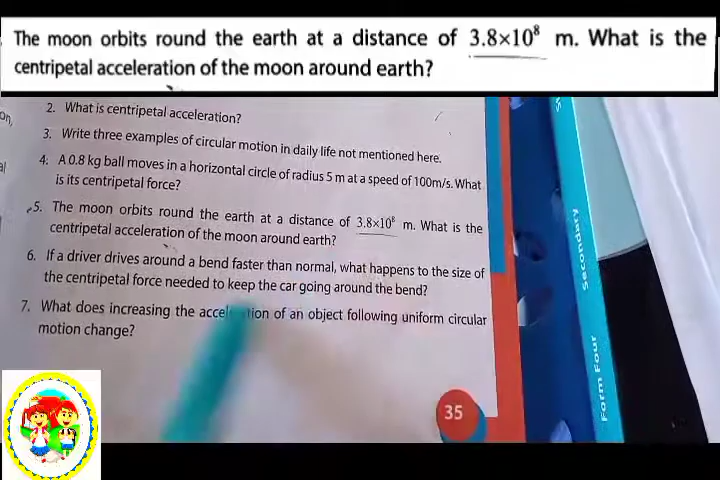 The moon orbits round the earth at a distance of 3.8×10⁸ m. What is the
centripetal acceleration of the moon around earth?
on,
2. What is centripetal acceleration?
3. Write three examples of circular motion in daily life not mentioned here.
al
4. A 0.8 kg ball moves in a horizontal circle of radius 5 m at a speed of 100m/s. What
is its centripetal force?
5. The moon orbits round the earth at a distance of 3.8×10⁸ m. What is the
centripetal acceleration of the moon around earth?
6. If a driver drives around a bend faster than normal, what happens to the size of
the centripetal force needed to keep the car going around the bend?
7. What does increasing the acceleration of an object following uniform circular
motion change?
35
Secondary
Form Four